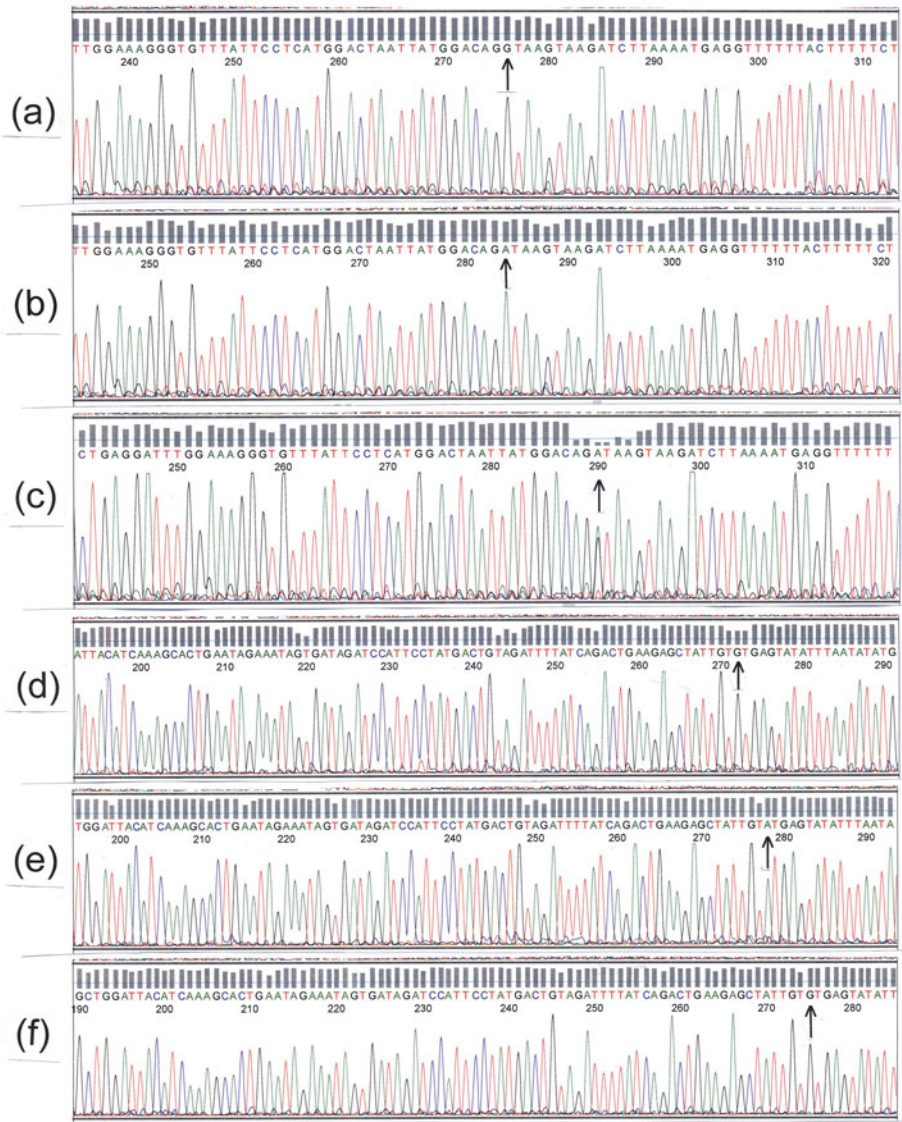 TTGGAAAGGGTGTTTATTCCTCATGGACTAATTATGGACAGGTAAGTAAGATCTTAAAATGAGGTTTTTTACTTTTTCT
240 250 260 270 280 290 300 310
(a)
TTGGAAAGGGTGTTTATTCCTCATGGACTAATTATGGACAGATAAGTAAGATCTTAAAATGAGGTTTTTTACTTTTTCT
250 260 270 280 290 300 310 320
(b)
CTGAGGATTTGGAAAGGGTGTTTATTCCTCATGGACTAATTATGGACAGATAAGTAAGATCTTAAAATGAGGTTTTTT
250 260 270 280 290 300 310
(c)
ATTACATCAAAGCACTGAATAGAAATAGTGATAGATCCATTCCTATGACTGTAGATTTTATCAGACTGAAGAGCTATTGTGTGAGTATATTTAATATATG
200 210 220 230 240 250 260 270 280 290
(d)
TGGATTACATCAAAGCACTGAATAGAAATAGTGATAGATCCATTCCTATGACTGTAGATTTTATCAGACTGAAGAGCTATTGTATGAGTATATTTAATA
200 210 220 230 240 250 260 270 280 290
(e)
GCTGGATTACATCAAAGCACTGAATAGAAATAGTGATAGATCCATTCCTATGACTGTAGATTTTATCAGACTGAAGAGCTATTGTGTGAGTATATT
190 200 210 220 230 240 250 260 270 280
(f)